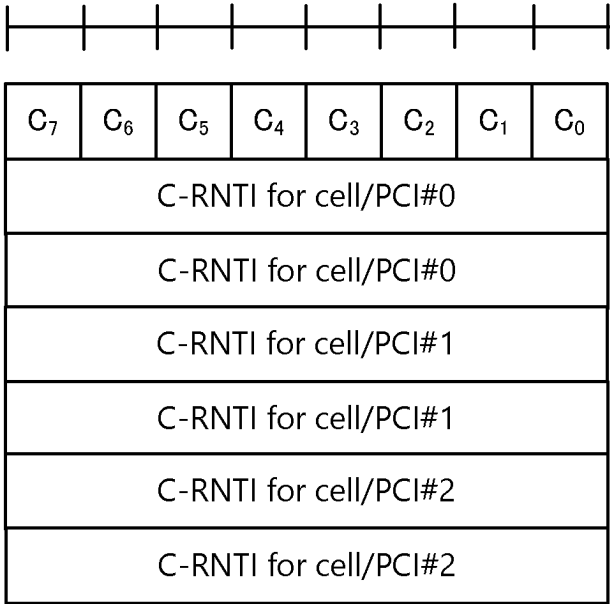 C₇ C₆ C₅ C₄ C₃ C₂ C₁ C₀
C-RNTI for cell/PCI#0
C-RNTI for cell/PCI#0
C-RNTI for cell/PCI#1
C-RNTI for cell/PCI#1
C-RNTI for cell/PCI#2
C-RNTI for cell/PCI#2